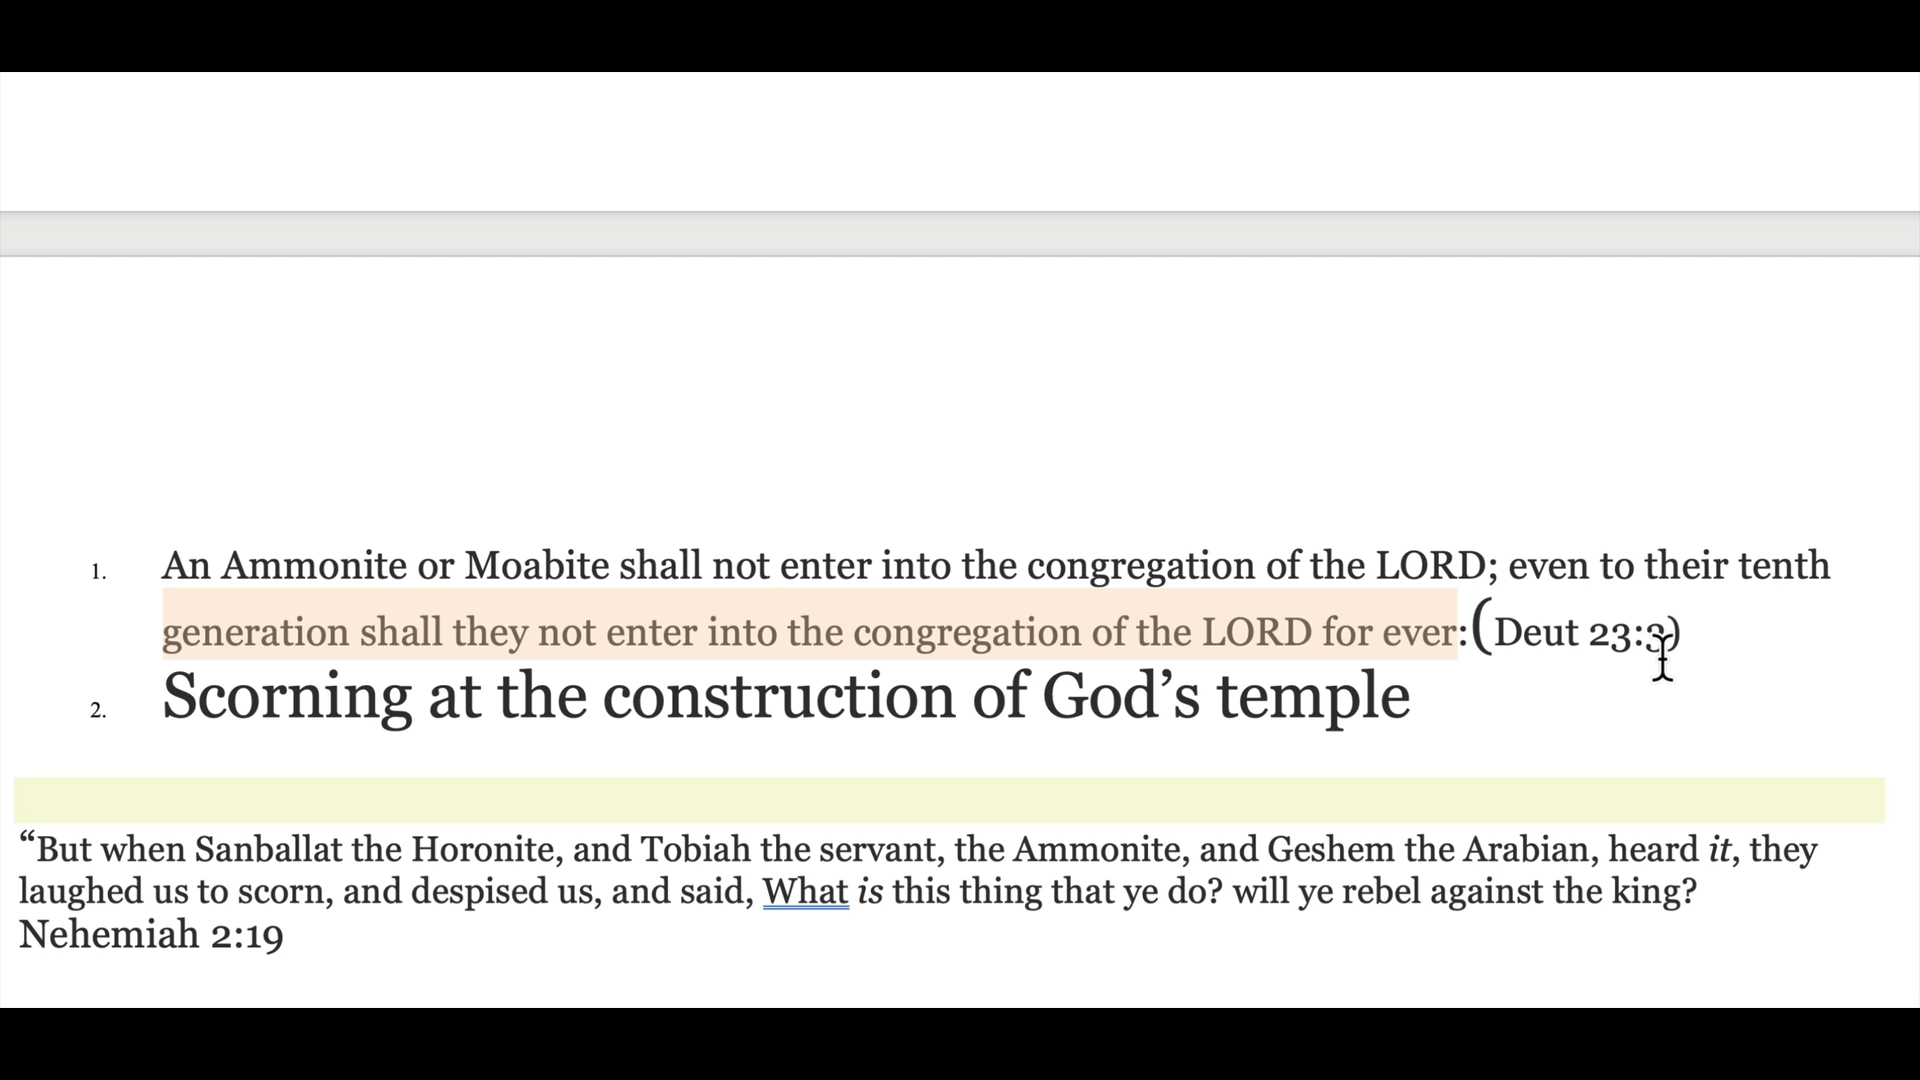 1. An Ammonite or Moabite shall not enter into the congregation of the LORD; even to their tenth
generation shall they not enter into the congregation of the LORD for ever:(Deut 23:3)
2. Scorning at the construction of God’s temple
“But when Sanballat the Horonite, and Tobiah the servant, the Ammonite, and Geshem the Arabian, heard it, they
laughed us to scorn, and despised us, and said, What is this thing that ye do? will ye rebel against the king?
Nehemiah 2:19